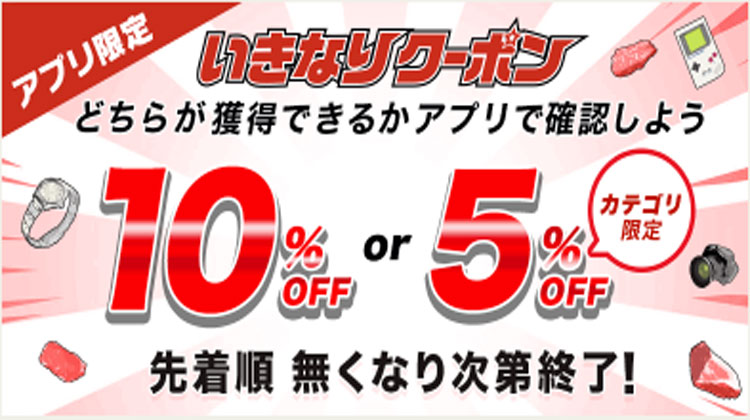 アプリ限定
いきなりクーポン
どちらが獲得できるかアプリで確認しよう
10%OFF or 5%OFF
カテゴリ
限定
先着順 無くなり次第終了!